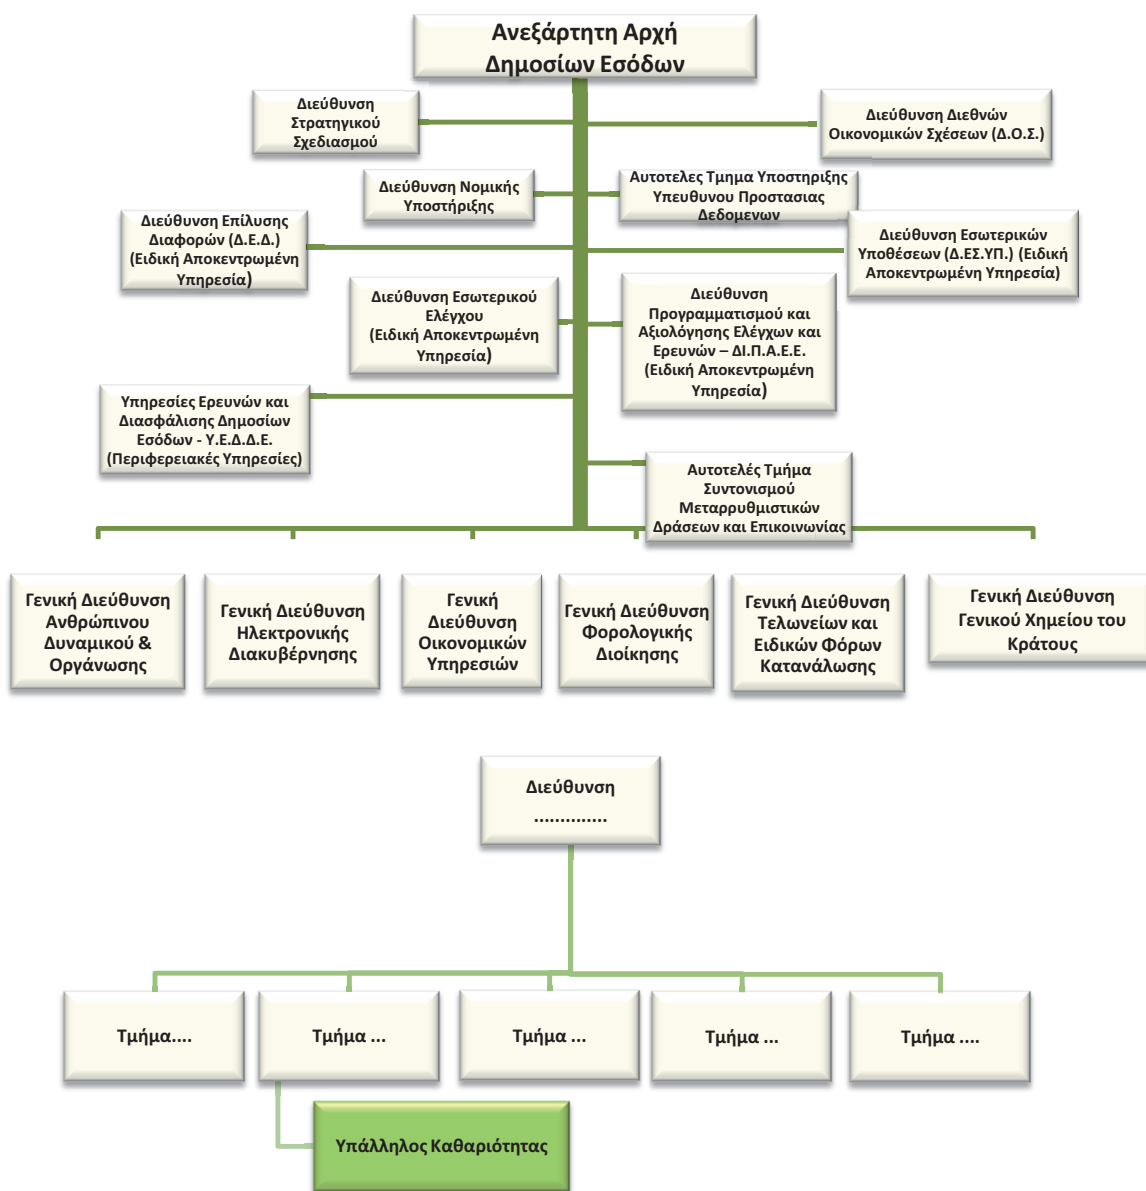 Ανεξάρτητη Αρχή
Δημοσίων Εσόδων
Διεύθυνση
Στρατηγικού
Σχεδιασμού
Διεύθυνση Διεθνών
Οικονομικών Σχέσεων (Δ.Ο.Σ.)
Διεύθυνση Νομικής
Υποστήριξης
Αυτοτελες Τμημα Υποστηριξης
Υπευθυνου Προστασιας
Δεδομενων
Διεύθυνση Επίλυσης
Διαφορών (Δ.Ε.Δ.)
(Ειδική Αποκεντρωμένη
Υπηρεσία)
Διεύθυνση Εσωτερικών
Υποθέσεων (Δ.ΕΣ.ΥΠ.) (Ειδική
Αποκεντρωμένη Υπηρεσία)
Διεύθυνση Εσωτερικού
Ελέγχου
(Ειδική Αποκεντρωμένη
Υπηρεσία)
Διεύθυνση
Προγραμματισμού και
Αξιολόγησης Ελέγχων και
Ερευνών – ΔΙ.Π.Α.Ε.Ε.
(Ειδική Αποκεντρωμένη
Υπηρεσία)
Υπηρεσίες Ερευνών και
Διασφάλισης Δημοσίων
Εσόδων - Υ.Ε.Δ.Δ.Ε.
(Περιφερειακές Υπηρεσίες)
Αυτοτελές Τμήμα
Συντονισμού
Μεταρρυθμιστικών
Δράσεων και Επικοινωνίας
Γενική Διεύθυνση
Ανθρώπινου
Δυναμικού &
Οργάνωσης
Γενική Διεύθυνση
Ηλεκτρονικής
Διακυβέρνησης
Γενική
Διεύθυνση
Οικονομικών
Υπηρεσιών
Γενική Διεύθυνση
Φορολογικής
Διοίκησης
Γενική Διεύθυνση
Τελωνείων και
Ειδικών Φόρων
Κατανάλωσης
Γενική Διεύθυνση
Γενικού Χημείου του
Κράτους
Διεύθυνση
..............
Τμήμα....
Τμήμα ...
Τμήμα ...
Τμήμα ...
Τμήμα ....
Υπάλληλος Καθαριότητας